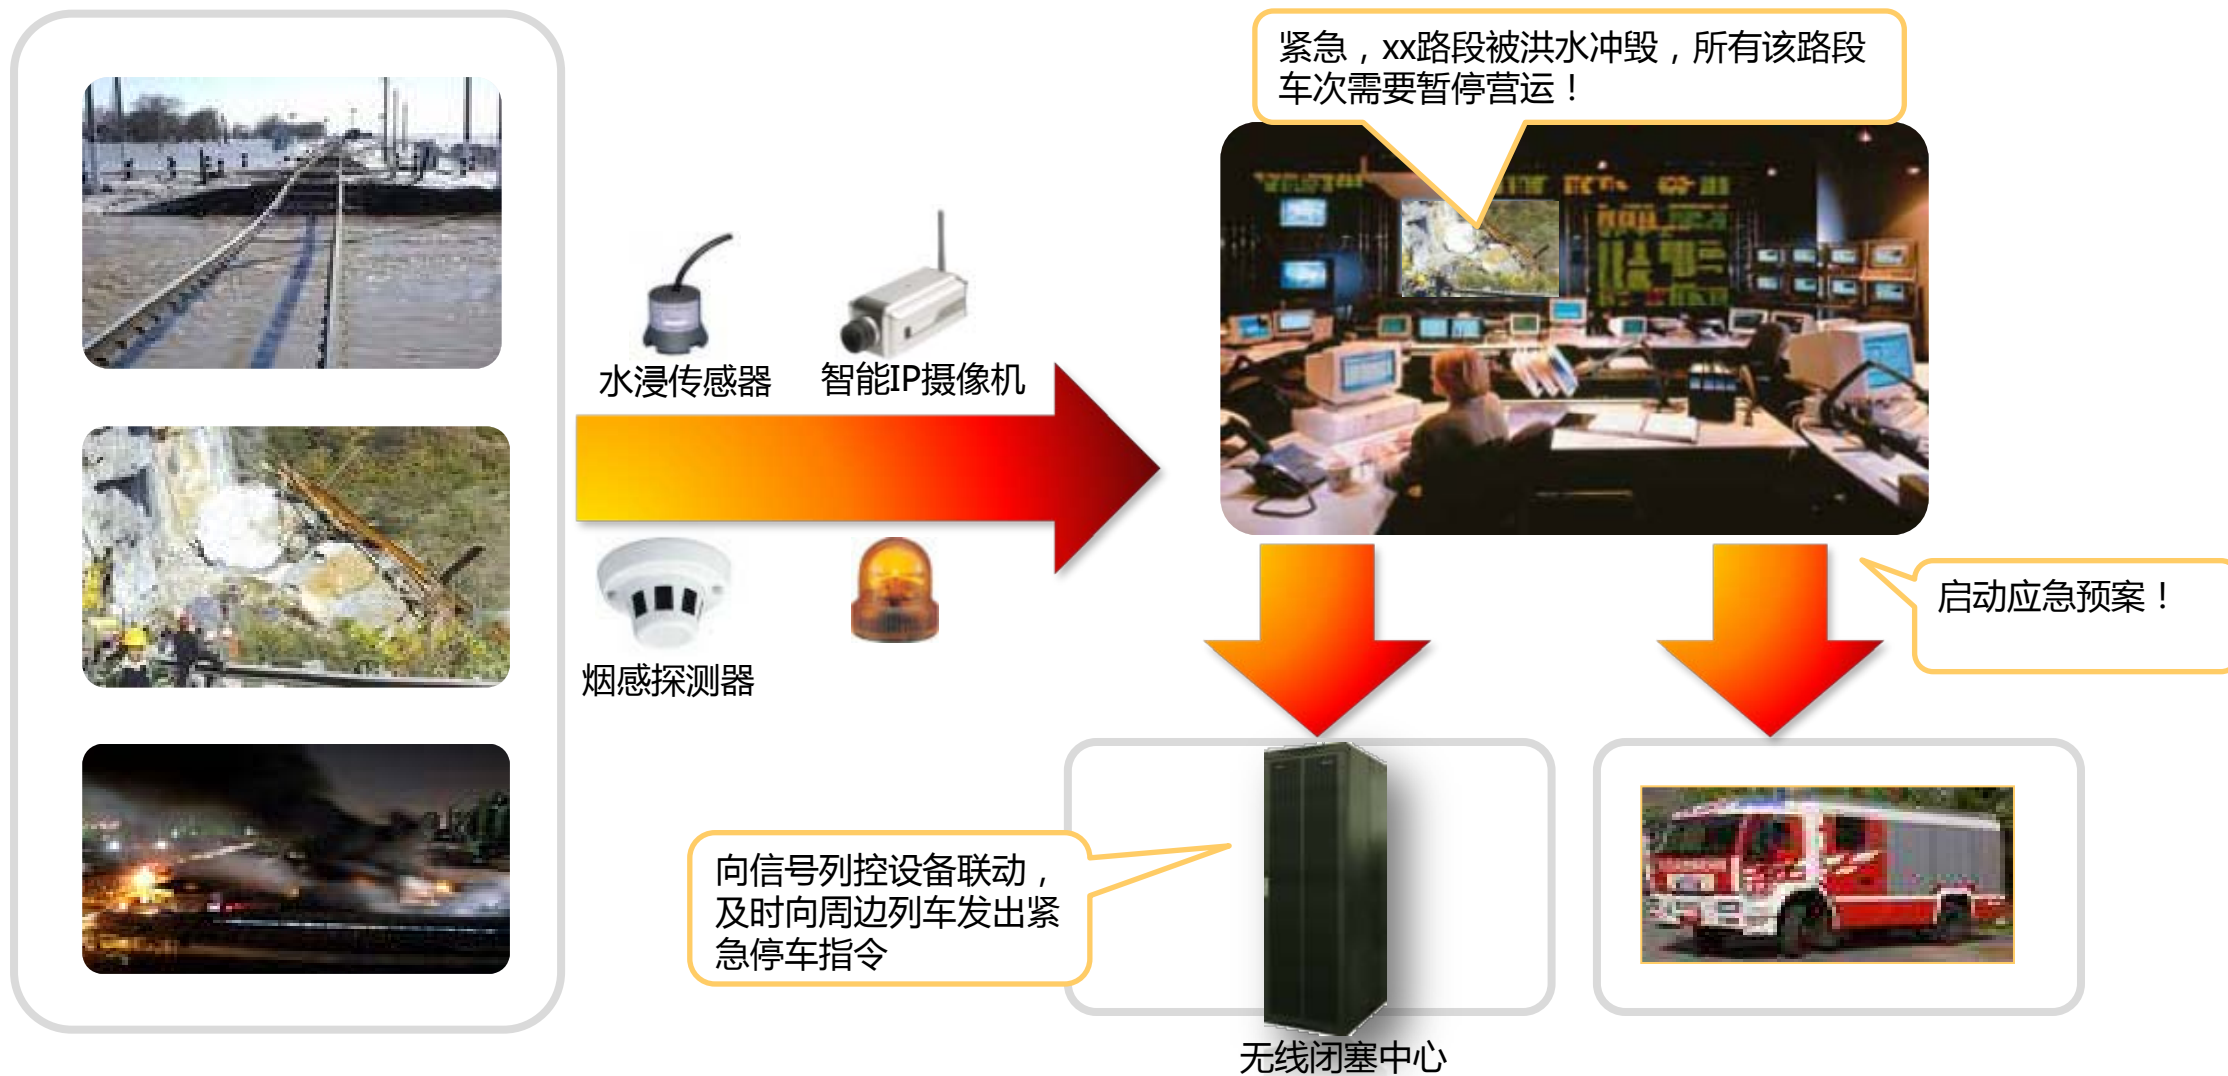 紧急，xx路段被洪水冲毁，所有该路段
车次需要暂停营运！
水浸传感器
智能IP摄像机
烟感探测器
启动应急预案！
向信号列控设备联动，
及时向周边列车发出紧
急停车指令
无线闭塞中心